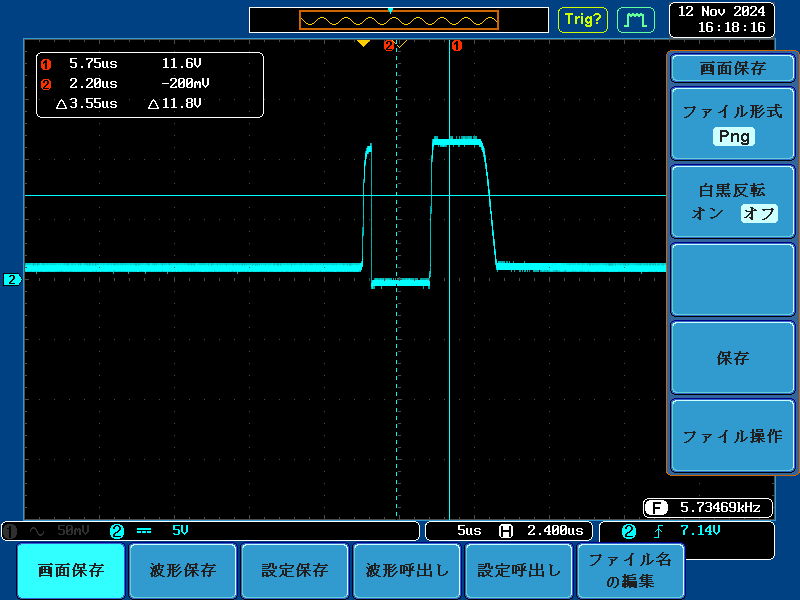 Trig?
12 Nov 2024
16:18:16
2 1
1 5.75us 11.6V
2 2.20us -200mV
△3.55us △11.8V
画面保存
ファイル形式
Png
白黒反転
オン オフ
2
保存
ファイル操作
F 5.73469kHz
1 50mV 2 5V 5us H 2.400us 2 7.14V
画面保存 波形保存 設定保存 波形呼出し 設定呼出し ファイル名
の編集